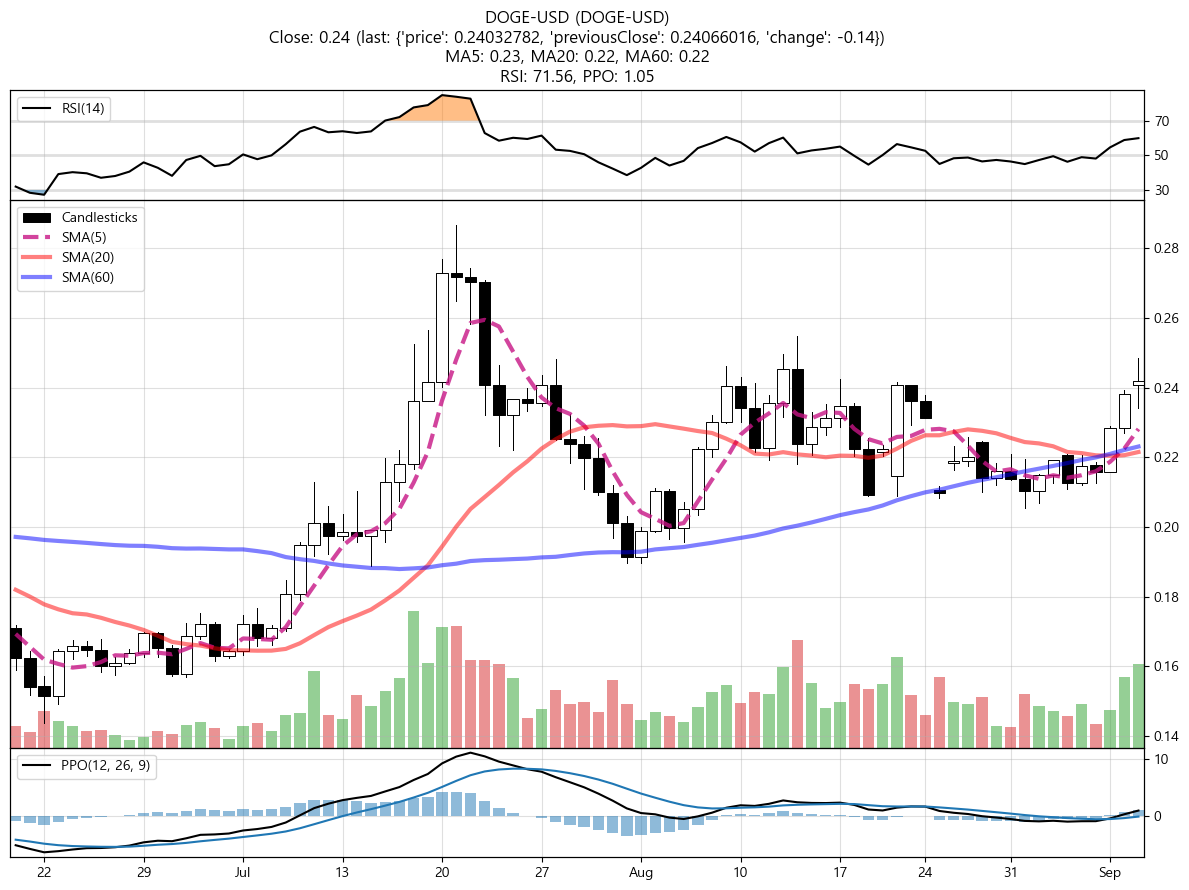 DOGE-USD (DOGE-USD)
Close: 0.24 (last: {'price': 0.24032782, 'previousClose': 0.24066016, 'change': -0.14})
MA5: 0.23, MA20: 0.22, MA60: 0.22
RSI: 71.56, PPO: 1.05
RSI(14)
70
50
30
Candlesticks
SMA(5)
SMA(20)
SMA(60)
0.28
0.26
0.24
0.22
0.20
0.18
0.16
0.14
PPO(12, 26, 9)
10
0
22 29 Jul 13 20 27 Aug 10 17 24 31 Sep